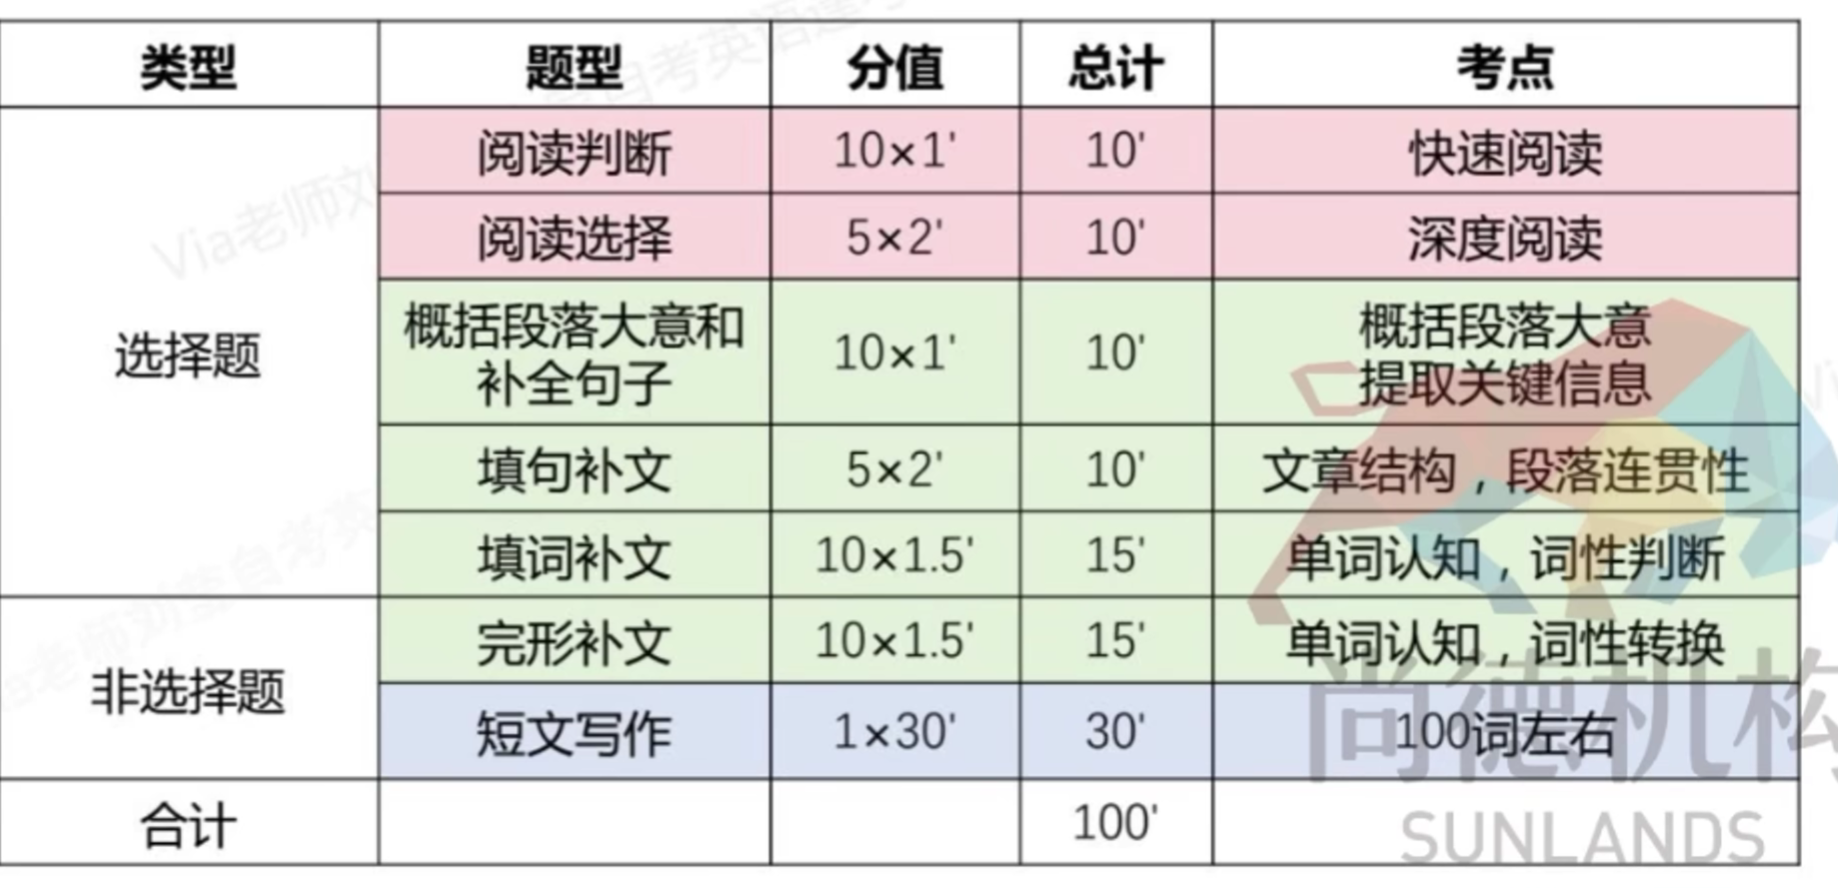 类型 题型 分值 总计 考点
选择题
阅读判断 10×1' 10' 快速阅读
阅读选择 5×2' 10' 深度阅读
概括段落大意和
补全句子 10×1' 10' 概括段落大意
提取关键信息
填句补文 5×2' 10' 文章结构，段落连贯性
填词补文 10×1.5' 15' 单词认知，词性判断
非选择题
完形补文 10×1.5' 15' 单词认知，词性转换
短文写作 1×30' 30' 100词左右
合计 100'
尚德机构
SUNLANDS
Via老师刘